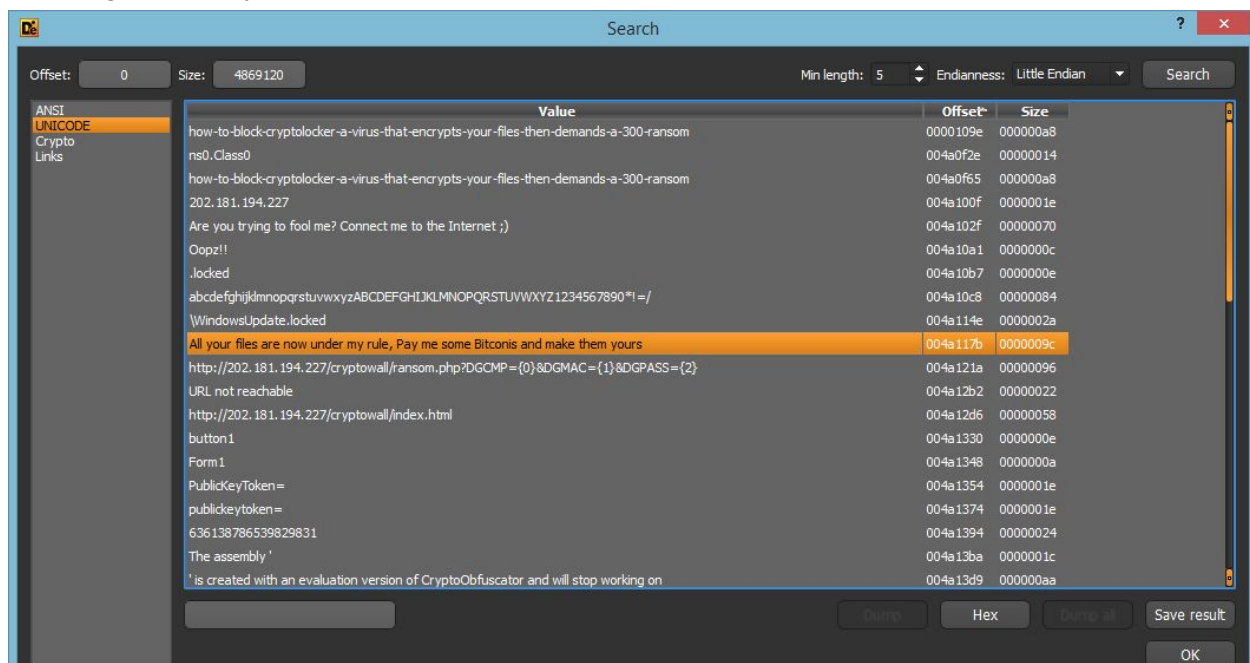 De
Search
? ×
Offset: 0 Size: 4869120 Min length: 5 Endianness: Little Endian Search
ANSI
UNICODE
Crypto
Links
Value Offset Size
how-to-block-cryptolocker-a-virus-that-encrypts-your-files-then-demands-a-300-ransom 0000109e 000000a8
ns0.Class0 004a0f2e 00000014
how-to-block-cryptolocker-a-virus-that-encrypts-your-files-then-demands-a-300-ransom 004a0f65 000000a8
202.181.194.227 004a100f 0000001e
Are you trying to fool me? Connect me to the Internet ;) 004a102f 00000070
Oopz!! 004a10a1 0000000c
.locked 004a10b7 0000000e
abcdefghijklmnopqrstuvwxyzABCDEFGHIJKLMNOPQRSTUVWXYZ1234567890*!=/ 004a10c8 00000084
\WindowsUpdate.locked 004a114e 0000002a
All your files are now under my rule, Pay me some Bitconis and make them yours 004a117b 0000009c
http://202.181.194.227/cryptowall/ransom.php?DGCMP={0}&DGMAC={1}&DGPASS={2} 004a121a 00000096
URL not reachable 004a12b2 00000022
http://202.181.194.227/cryptowall/index.html 004a12d6 00000058
button1 004a1330 0000000e
Form1 004a1348 0000000a
PublicKeyToken= 004a1354 0000001e
publickeytoken= 004a1374 0000001e
636138786539829831 004a1394 00000024
The assembly ' 004a13ba 0000001c
' is created with an evaluation version of CryptoObfuscator and will stop working on 004a13d9 000000aa
Dump Hex Dump all Save result
OK